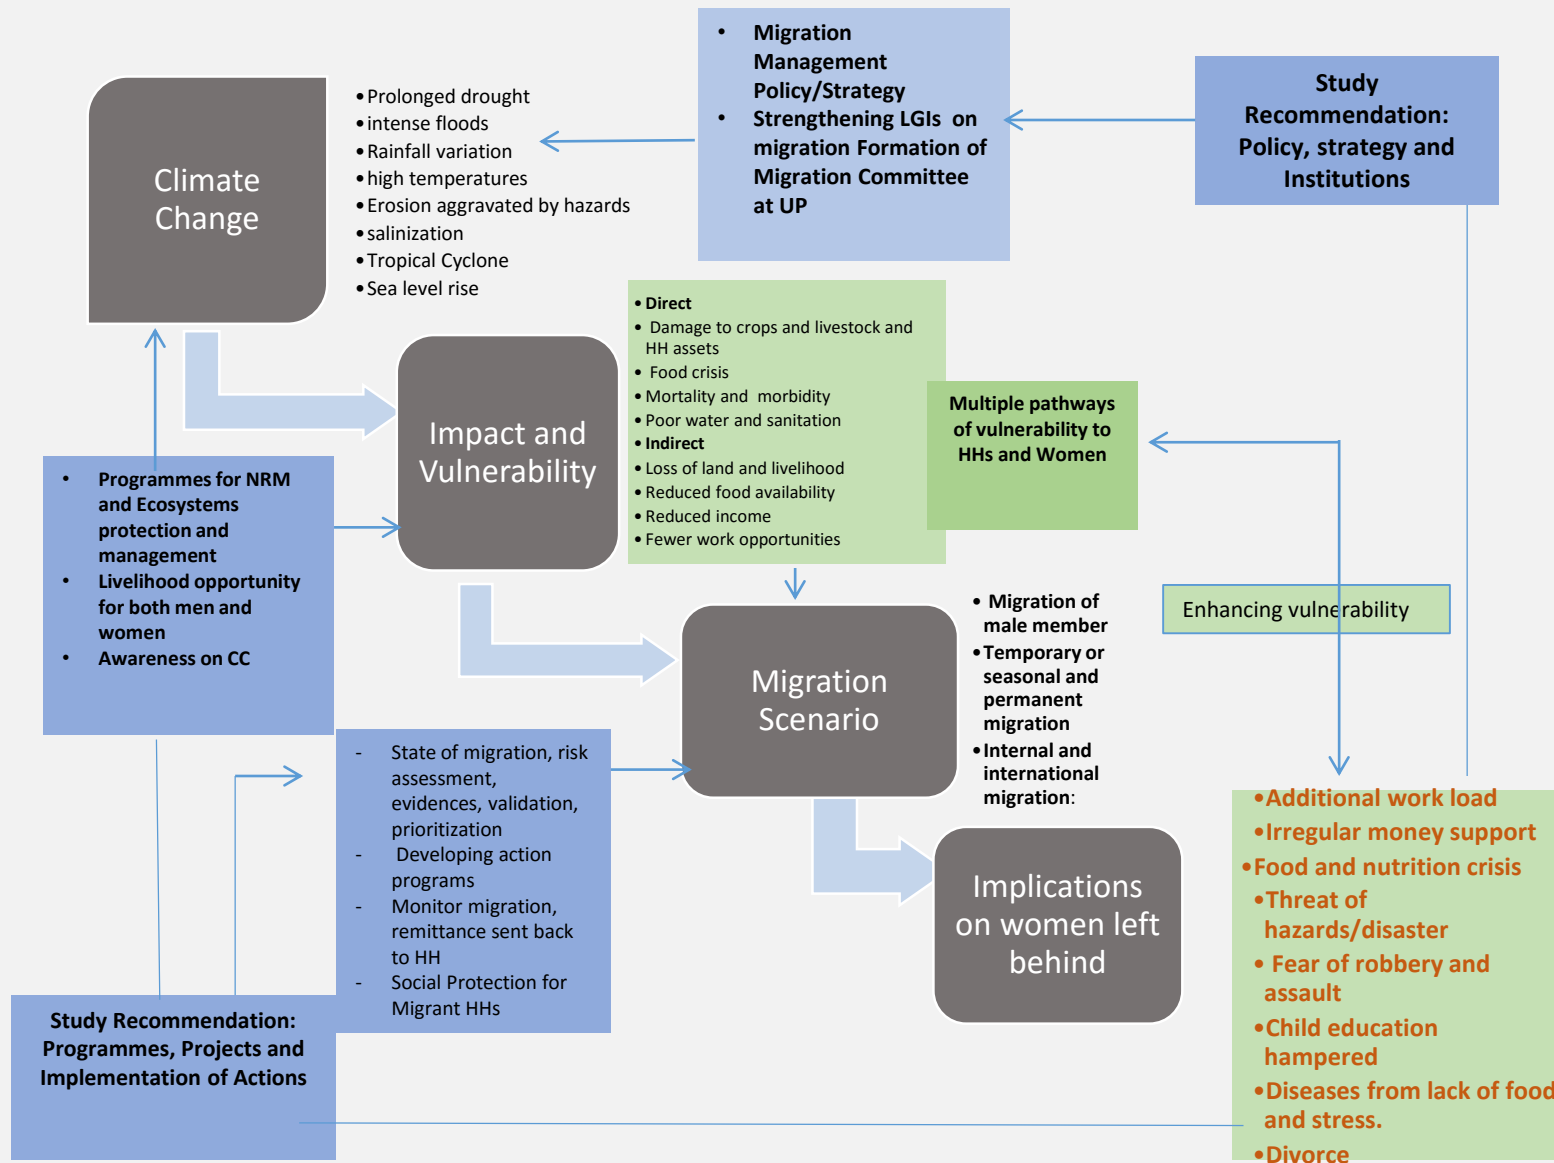 Climate
Change
•Prolonged drought
•intense floods
•Rainfall variation
•high temperatures
•Erosion aggravated by hazards
•salinization
•Tropical Cyclone
•Sea level rise
• Migration
Management
Policy/Strategy
• Strengthening LGIs on
migration Formation of
Migration Committee
at UP
Study
Recommendation:
Policy, strategy and
Institutions
Impact and
Vulnerability
• Direct
• Damage to crops and livestock and
HH assets
• Food crisis
• Mortality and morbidity
• Poor water and sanitation
• Indirect
• Loss of land and livelihood
• Reduced food availability
• Reduced income
• Fewer work opportunities
Multiple pathways
of vulnerability to
HHs and Women
• Programmes for NRM
and Ecosystems
protection and
management
• Livelihood opportunity
for both men and
women
• Awareness on CC
Enhancing vulnerability
Migration
Scenario
• Migration of
male member
•Temporary or
seasonal and
permanent
migration
•Internal and
international
migration:
- State of migration, risk
assessment,
evidences, validation,
prioritization
- Developing action
programs
- Monitor migration,
remittance sent back
to HH
- Social Protection for
Migrant HHs
Implications
on women left
behind
•Additional work load
•Irregular money support
•Food and nutrition crisis
•Threat of
hazards/disaster
• Fear of robbery and
assault
•Child education
hampered
•Diseases from lack of food
and stress.
•Divorce
Study Recommendation:
Programmes, Projects and
Implementation of Actions